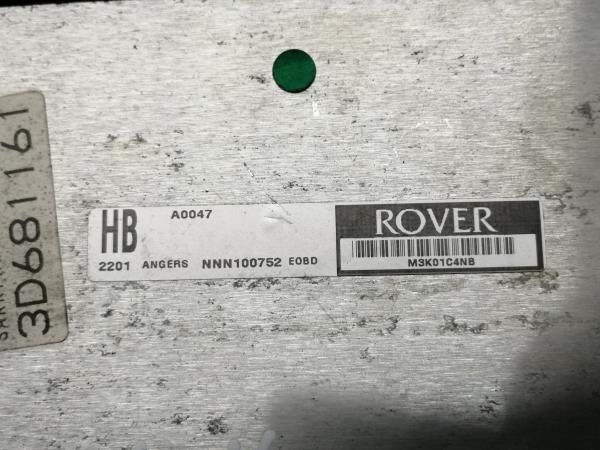 3D681161
HB A0047
2201 ANGERS NNN100752 EOBD
ROVER
M3K01C4NB